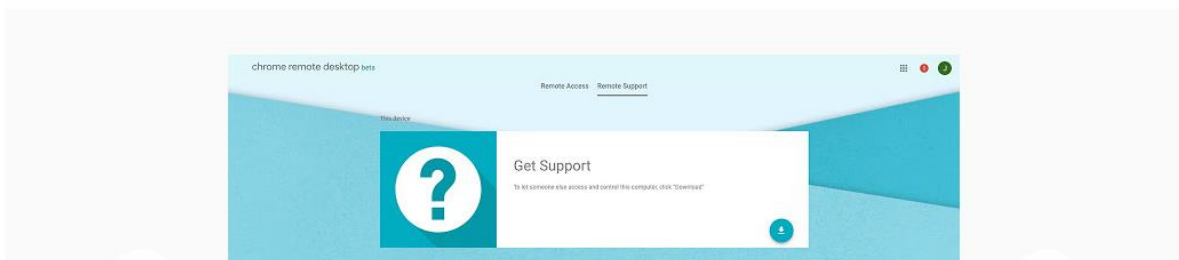 chrome remote desktop beta
Remote Access Remote Support
This device
Get Support
To let someone else access and control this computer, click "Download"
J